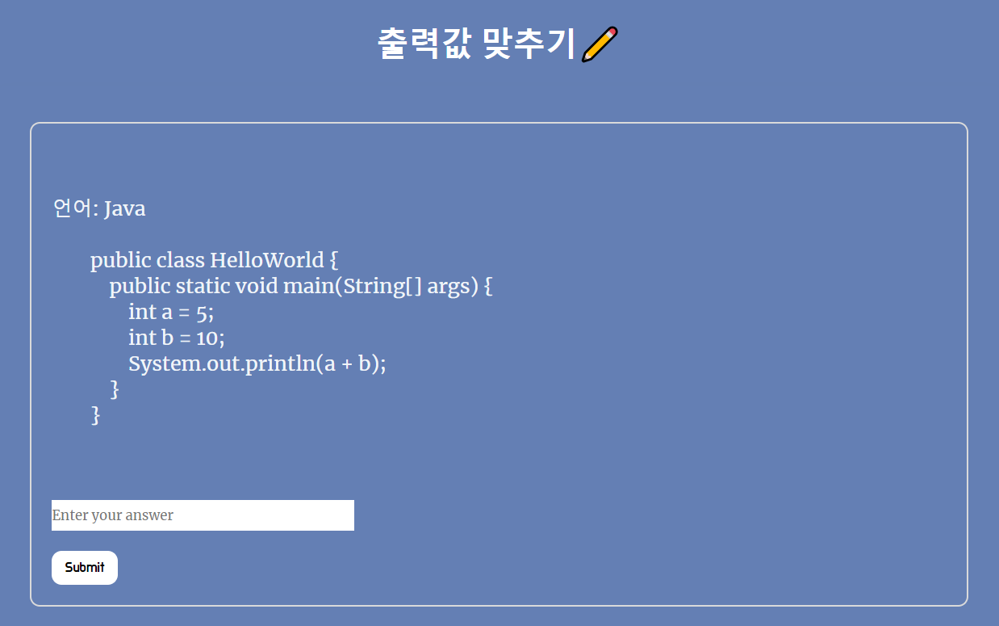 출력값 맞추기✏️
언어: Java
public class HelloWorld {
public static void main(String[] args) {
int a = 5;
int b = 10;
System.out.println(a + b);
}
}
Enter your answer
Submit